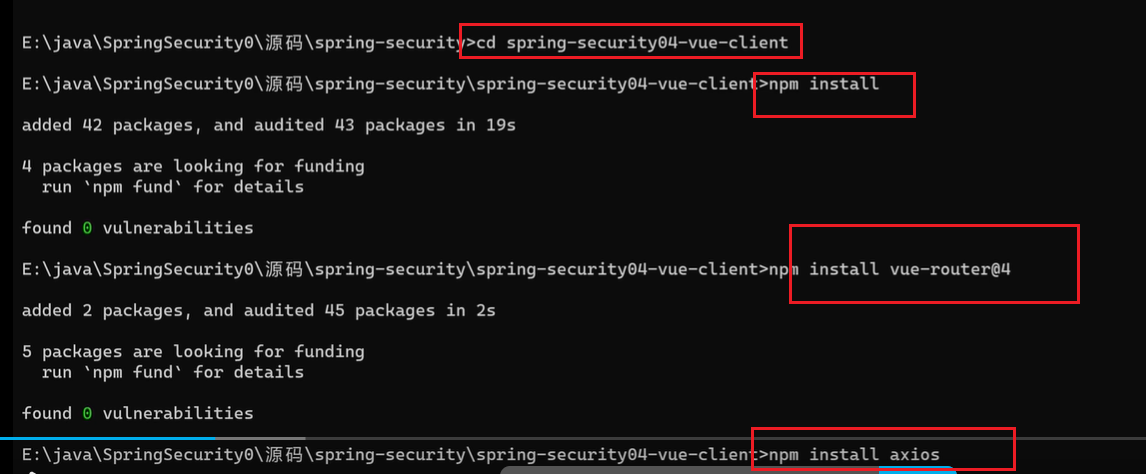 E:\java\SpringSecurity0\源码\spring-security>cd spring-security04-vue-client
E:\java\SpringSecurity0\源码\spring-security\spring-security04-vue-client>npm install
added 42 packages, and audited 43 packages in 19s
4 packages are looking for funding
run `npm fund` for details
found 0 vulnerabilities
E:\java\SpringSecurity0\源码\spring-security\spring-security04-vue-client>npm install vue-router@4
added 2 packages, and audited 45 packages in 2s
5 packages are looking for funding
run `npm fund` for details
found 0 vulnerabilities
E:\java\SpringSecurity0\源码\spring-security\spring-security04-vue-client>npm install axios